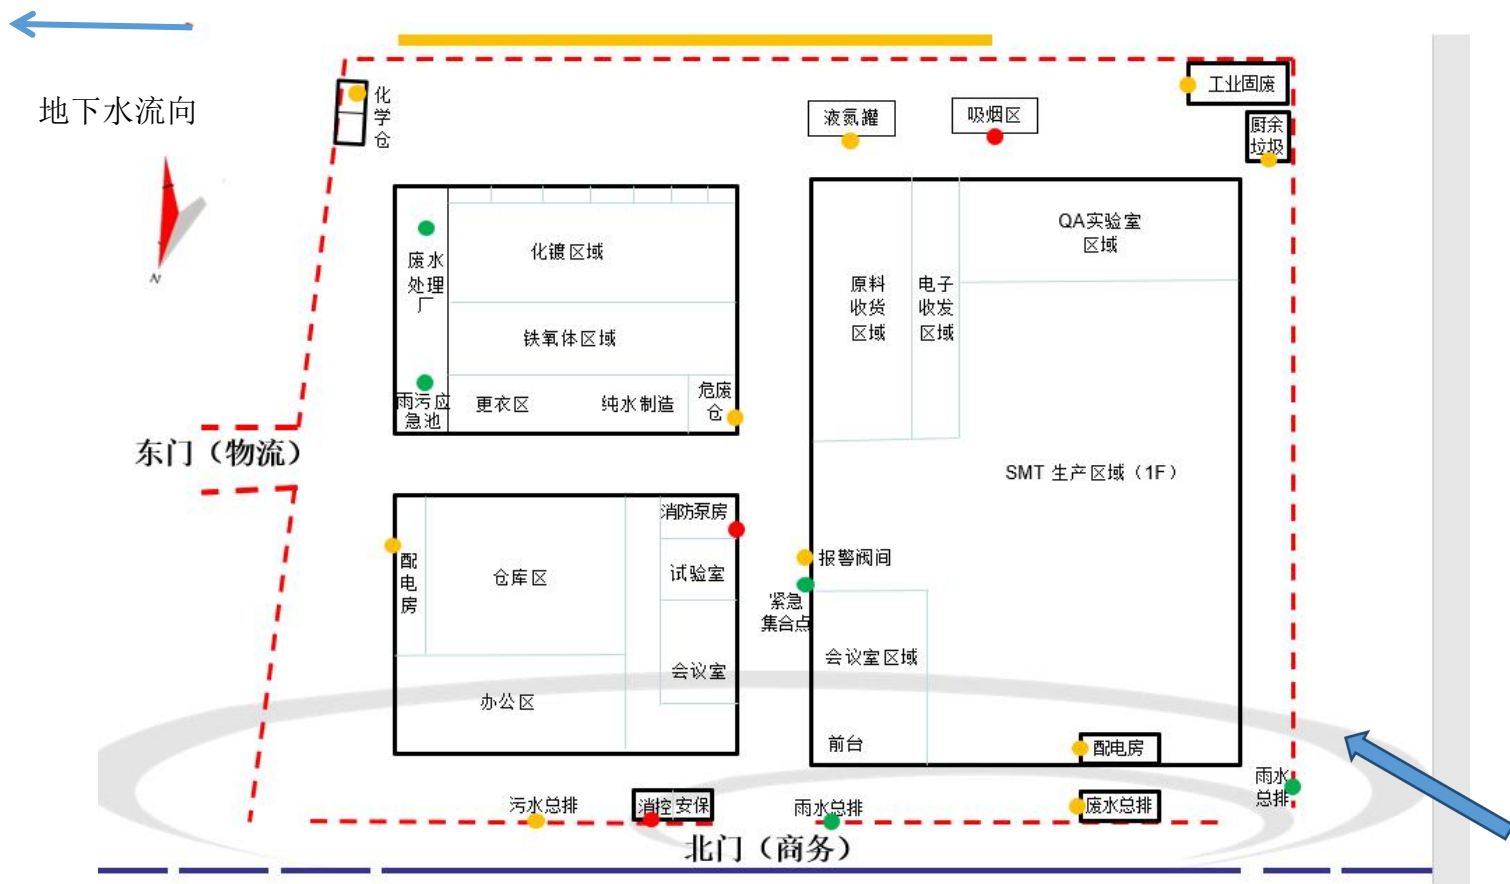 地下水流向
化
学
仓
液氮罐
吸烟区
工业固废
厨余
垃圾
N
废水
处理
厂
化镀区域
铁氧体区域
雨污应
急池
更衣区
纯水制造
危废
仓
原料
收货
区域
电子
收发
区域
QA实验室
区域
SMT 生产区域（1F）
东门（物流）
配
电
房
仓库区
消防泵房
试验室
会议室
办公区
报警阀间
紧急
集合点
会议室区域
前台
配电房
雨水
总排
污水总排
消控 安保
雨水总排
废水总排
北门（商务）